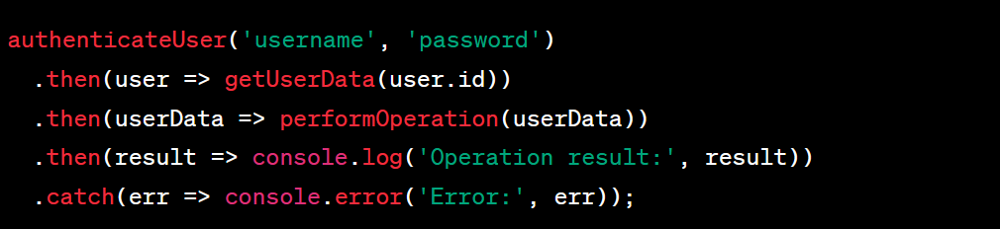 authenticateUser('username', 'password')
  .then(user => getUserData(user.id))
  .then(userData => performOperation(userData))
  .then(result => console.log('Operation result:', result))
  .catch(err => console.error('Error:', err));